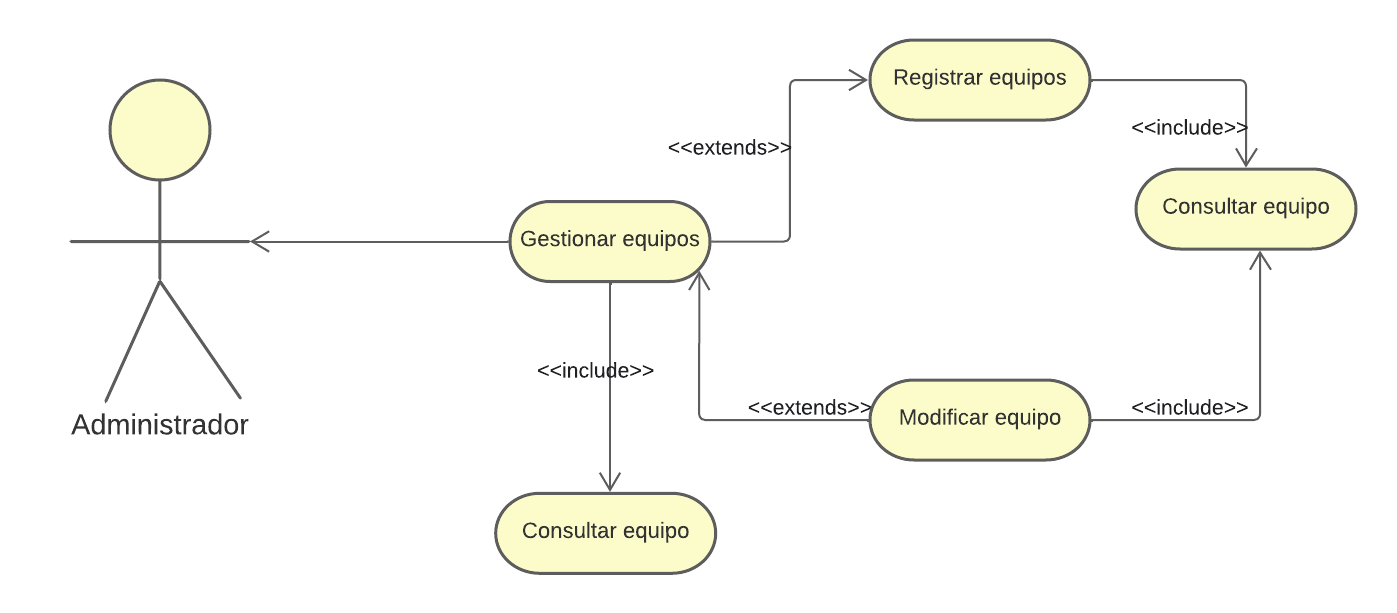 Registrar equipos
<<include>>
<<extends>>
Consultar equipo
Gestionar equipos
<<include>>
<<extends>>
Modificar equipo
<<include>>
Administrador
Consultar equipo